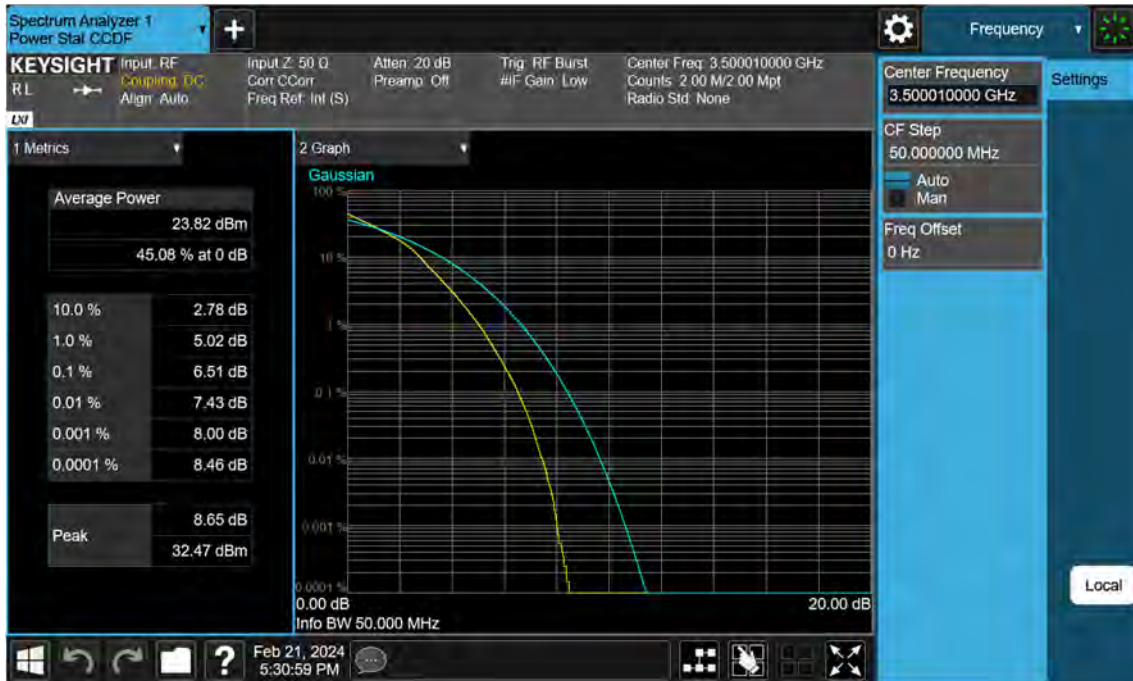 Spectrum Analyzer 1
Power Stat CCDF
+
Frequency
KEYSIGHT
RL
LXI
Input: RF
Coupling: DC
Align: Auto
Input Z: 50 Ω
Corr CCorr
Freq Ref: Int (S)
Atten: 20 dB
Preamp: Off
Trig: RF Burst
#IF Gain: Low
Center Freq: 3.500010000 GHz
Counts: 2.00 M/2.00 Mpt
Radio Std: None
Center Frequency
3.500010000 GHz
Settings
CF Step
50.000000 MHz
Auto
Man
Freq Offset
0 Hz
1 Metrics
Average Power
23.82 dBm
45.08 % at 0 dB
10.0 % 2.78 dB
1.0 % 5.02 dB
0.1 % 6.51 dB
0.01 % 7.43 dB
0.001 % 8.00 dB
0.0001 % 8.46 dB
Peak
8.65 dB
32.47 dBm
2 Graph
Gaussian
100 %
10 %
1 %
0.1 %
0.01 %
0.001 %
0.0001 %
0.00 dB 20.00 dB
Info BW 50.000 MHz
Local
?
Feb 21, 2024
5:30:59 PM